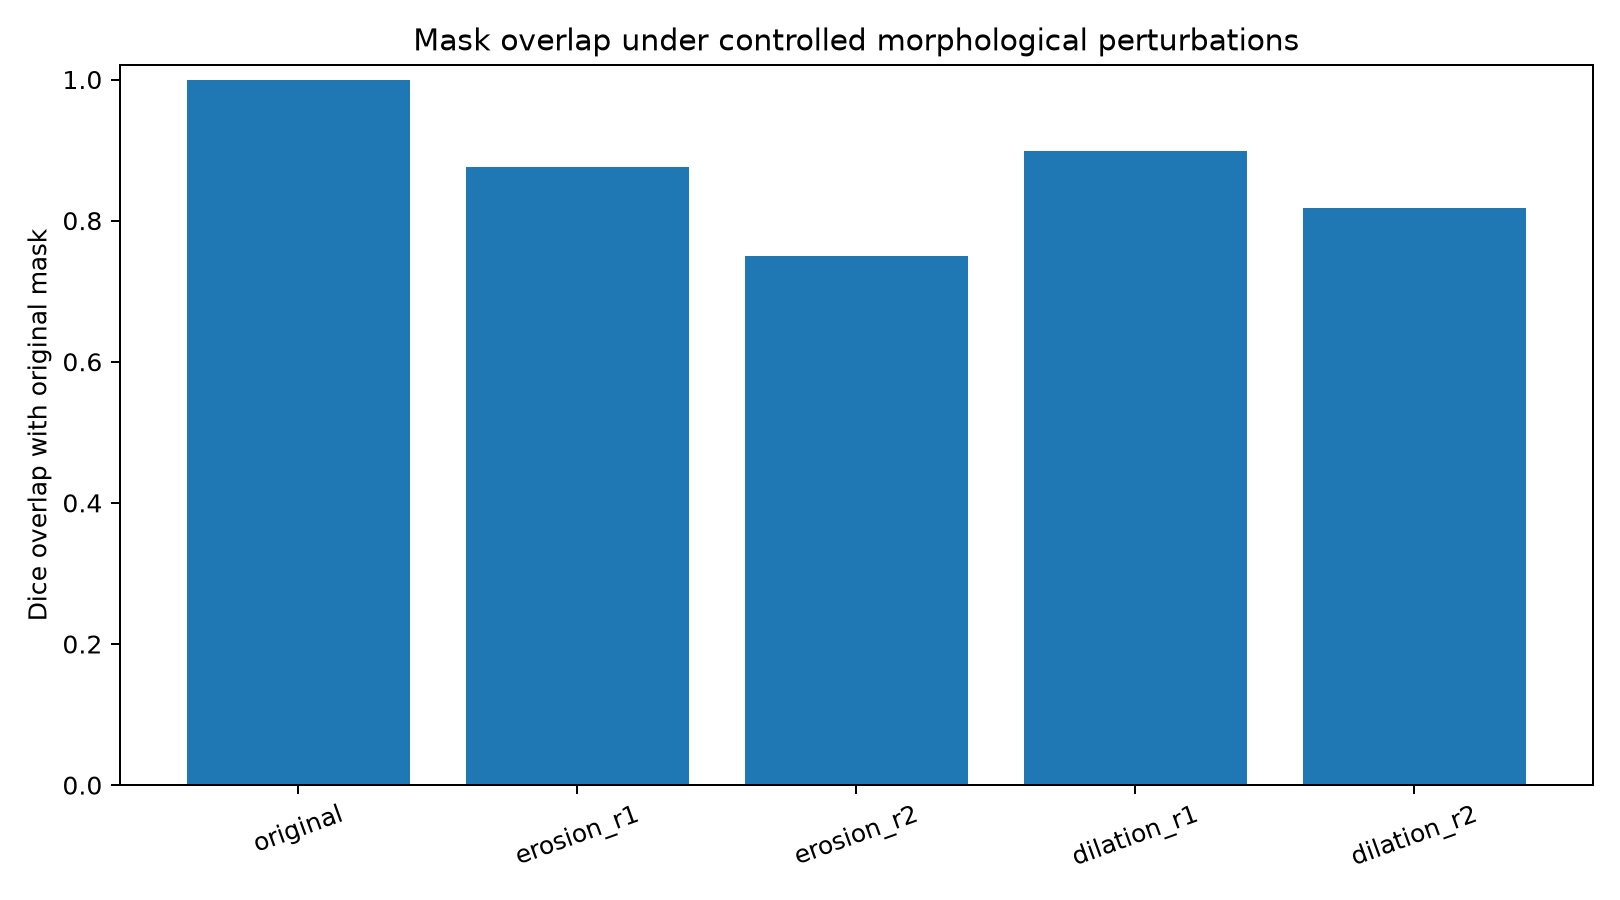 Mask overlap under controlled morphological perturbations
Dice overlap with original mask
1.0
0.8
0.6
0.4
0.2
0.0
original
erosion_r1
erosion_r2
dilation_r1
dilation_r2